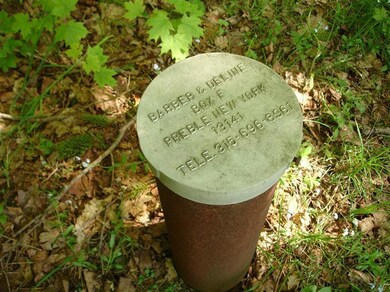 BARBER & DELINE
BOX E
PREBLE NEW YORK
13141
TELE. 315-696-8961